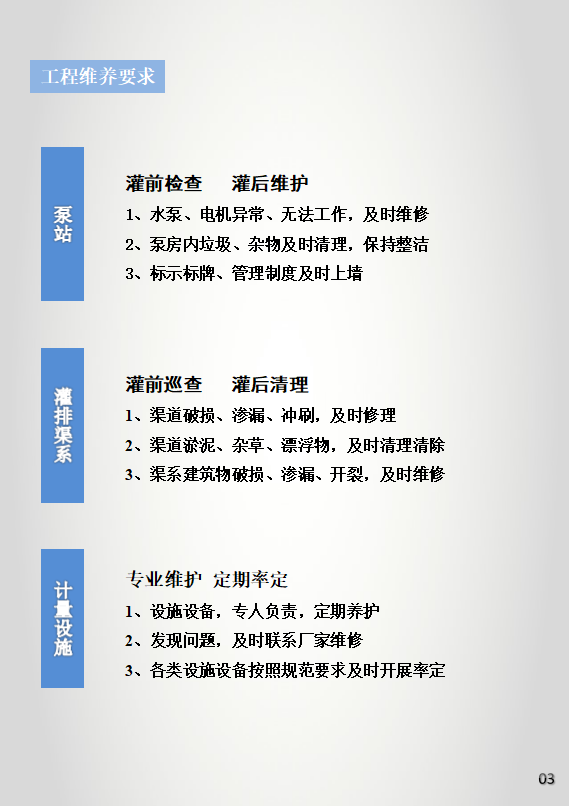 工程维养要求
泵站
灌前检查 灌后维护
1、水泵、电机异常、无法工作，及时维修
2、泵房内垃圾、杂物及时清理，保持整洁
3、标示标牌、管理制度及时上墙
灌排渠系
灌前巡查 灌后清理
1、渠道破损、渗漏、冲刷，及时修理
2、渠道淤泥、杂草、漂浮物，及时清理清除
3、渠系建筑物破损、渗漏、开裂，及时维修
计量设施
专业维护 定期率定
1、设施设备，专人负责，定期养护
2、发现问题，及时联系厂家维修
3、各类设施设备按照规范要求及时开展率定
03